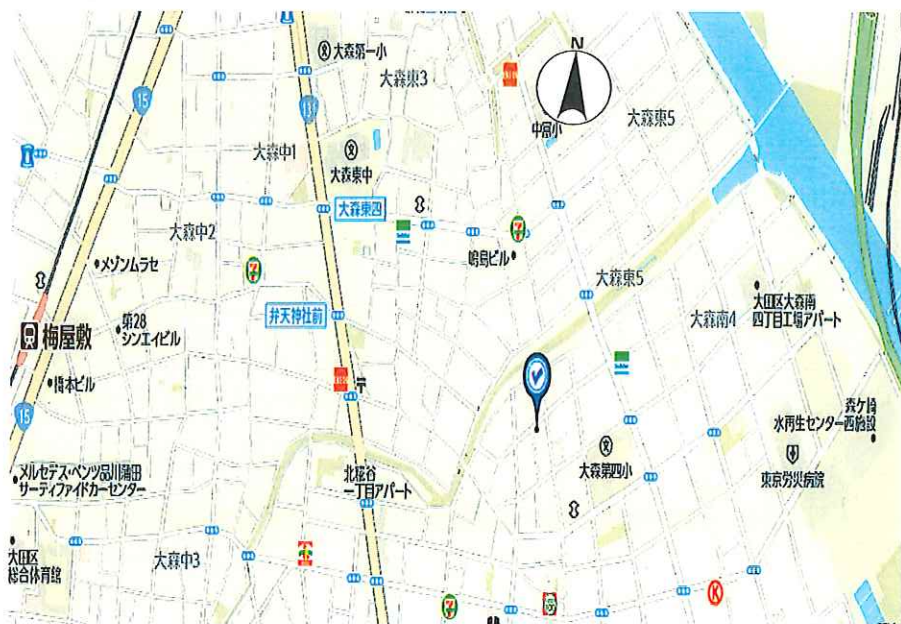 大森第一小
N
大森東3
15
中富小
大森東5
大森中1
大森東中
大森東四
大森中2
嶋島ビル
大森東5
メゾンムラセ
弁天神社前
大森南4
大田区大森南
四丁目工場アパート
第28
シンエイビル
梅屋敷
橋本ビル
15
森ケ崎
水再生センター西施設
大森第四小
東京労災病院
メルセデス・ベンツ品川蒲田
サーティファイドカーセンター
北糀谷
一丁目アパート
大森中3
大田区
総合体育館
7
7
7
K